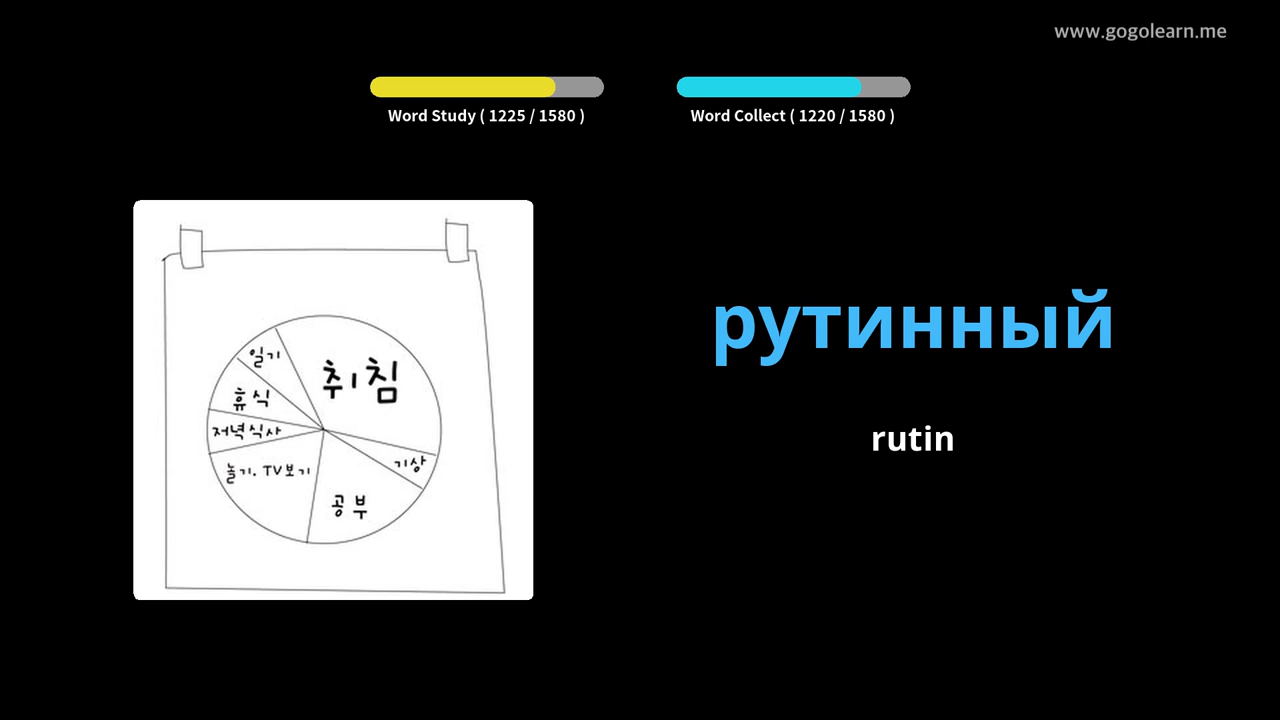 www.gogolearn.me
Word Study ( 1225 / 1580 )
Word Collect ( 1220 / 1580 )
일기
취침
휴식
저녁식사
기상
놀기. TV보기
공부
рутинный
rutin